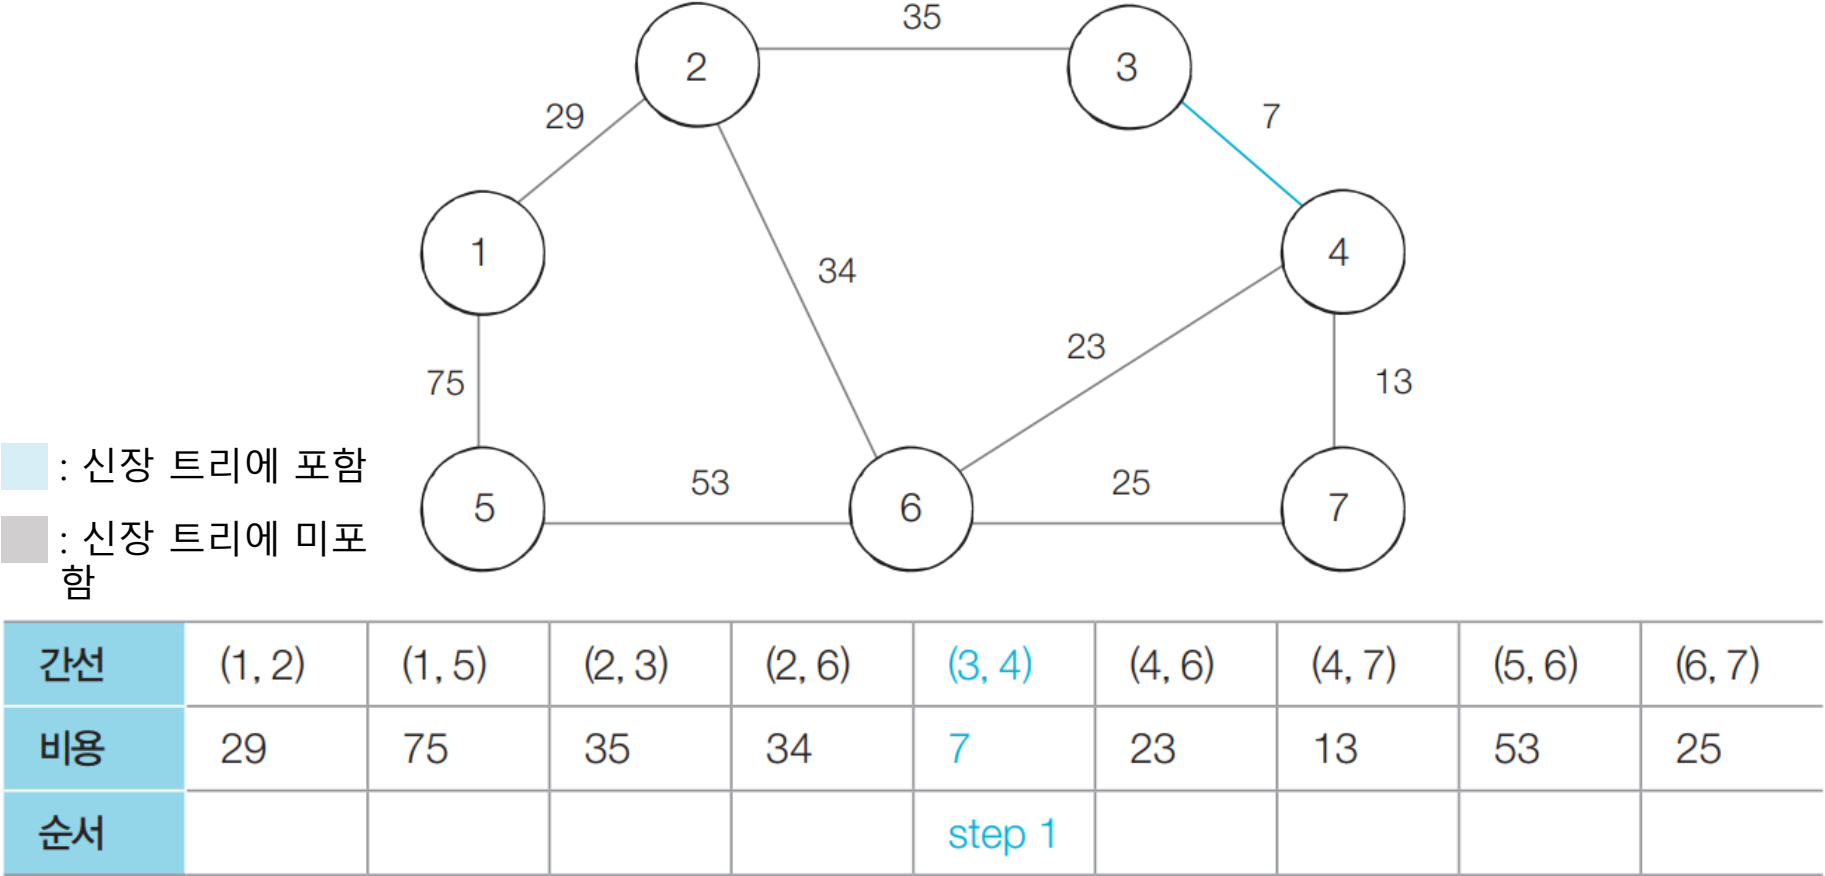 35
2
3
29
7
1
4
34
23
75
13
: 신장 트리에 포함
53
25
5
6
7
: 신장 트리에 미포
함
간선 (1, 2) (1, 5) (2, 3) (2, 6) (3, 4) (4, 6) (4, 7) (5, 6) (6, 7)
비용 29 75 35 34 7 23 13 53 25
순서 step 1